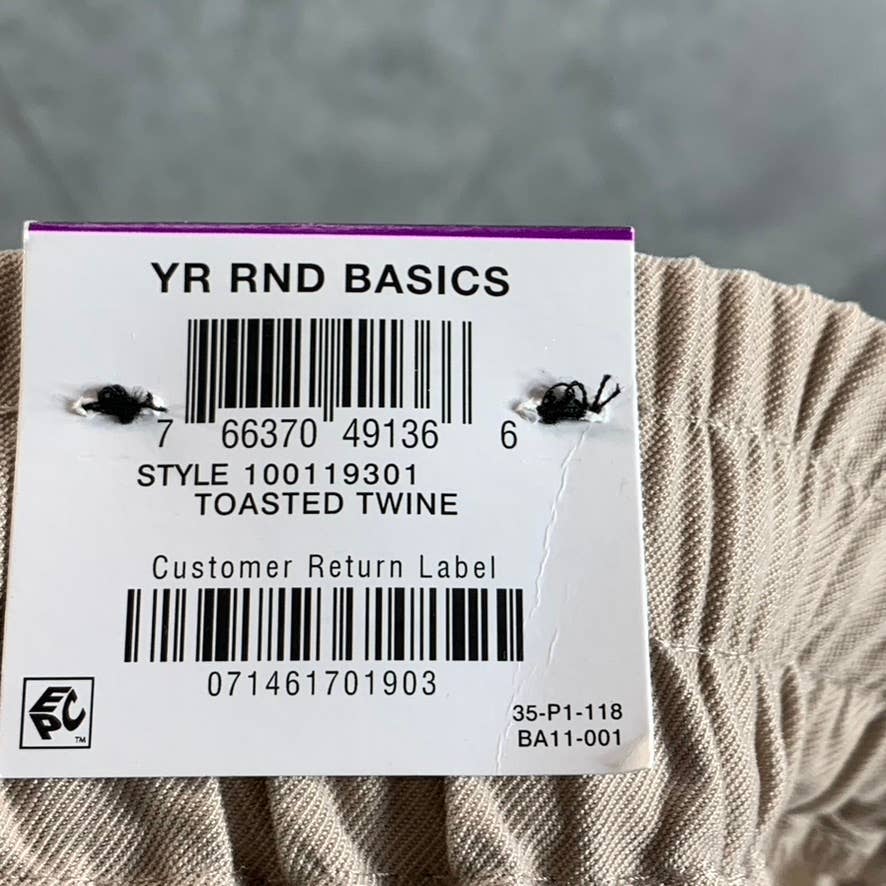 YR RND BASICS
7 66370 49136 6
STYLE 100119301
TOASTED TWINE
Customer Return Label
071461701903
EPC
TM
35-P1-118
BA11-001